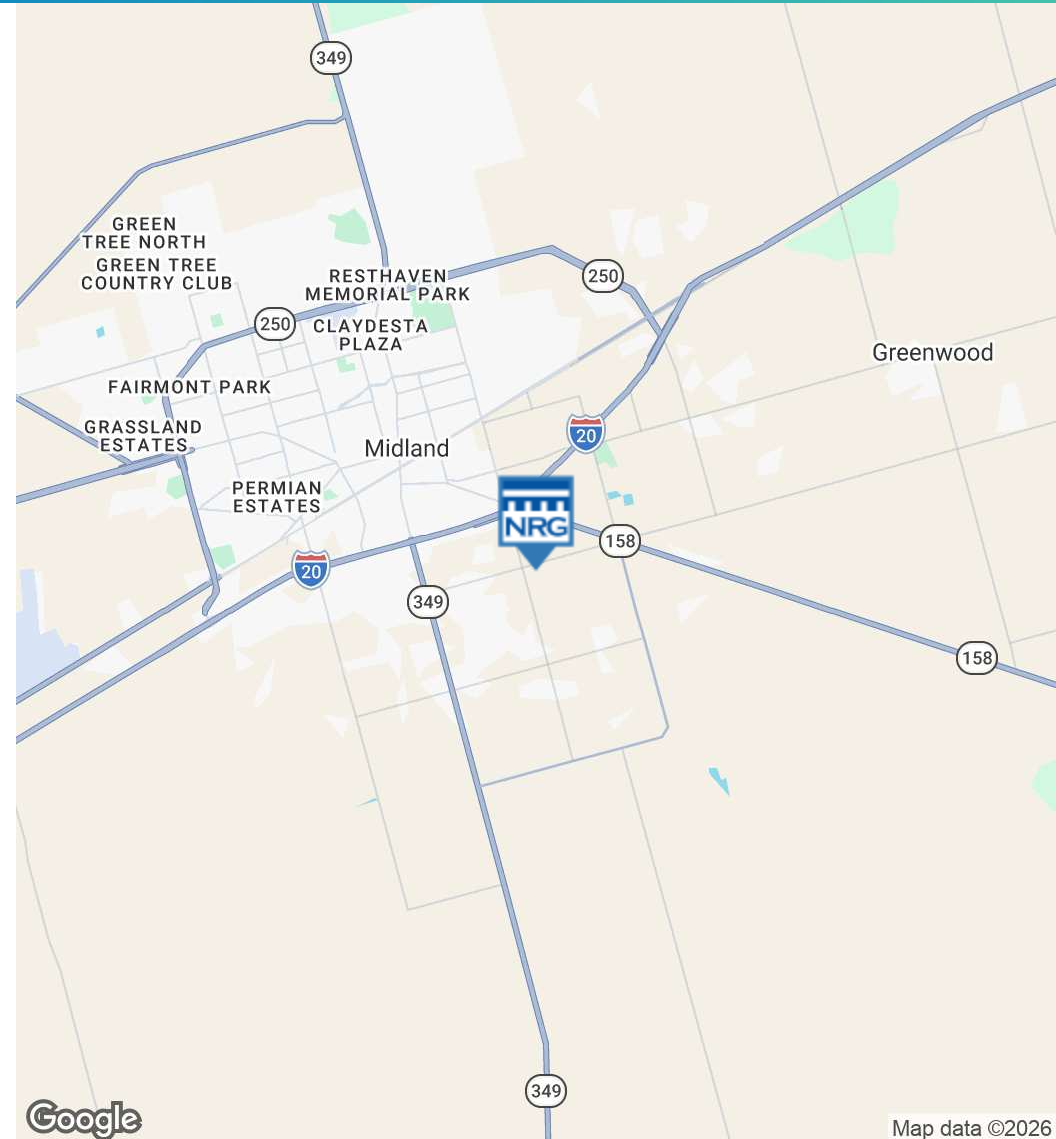 349
GREEN
TREE NORTH
GREEN TREE
COUNTRY CLUB
RESTHAVEN
MEMORIAL PARK
250
250
CLAYDESTA
PLAZA
Greenwood
FAIRMONT PARK
GRASSLAND
ESTATES
20
Midland
PERMIAN
ESTATES
NRG
158
20
349
158
349
Google
Map data ©2026